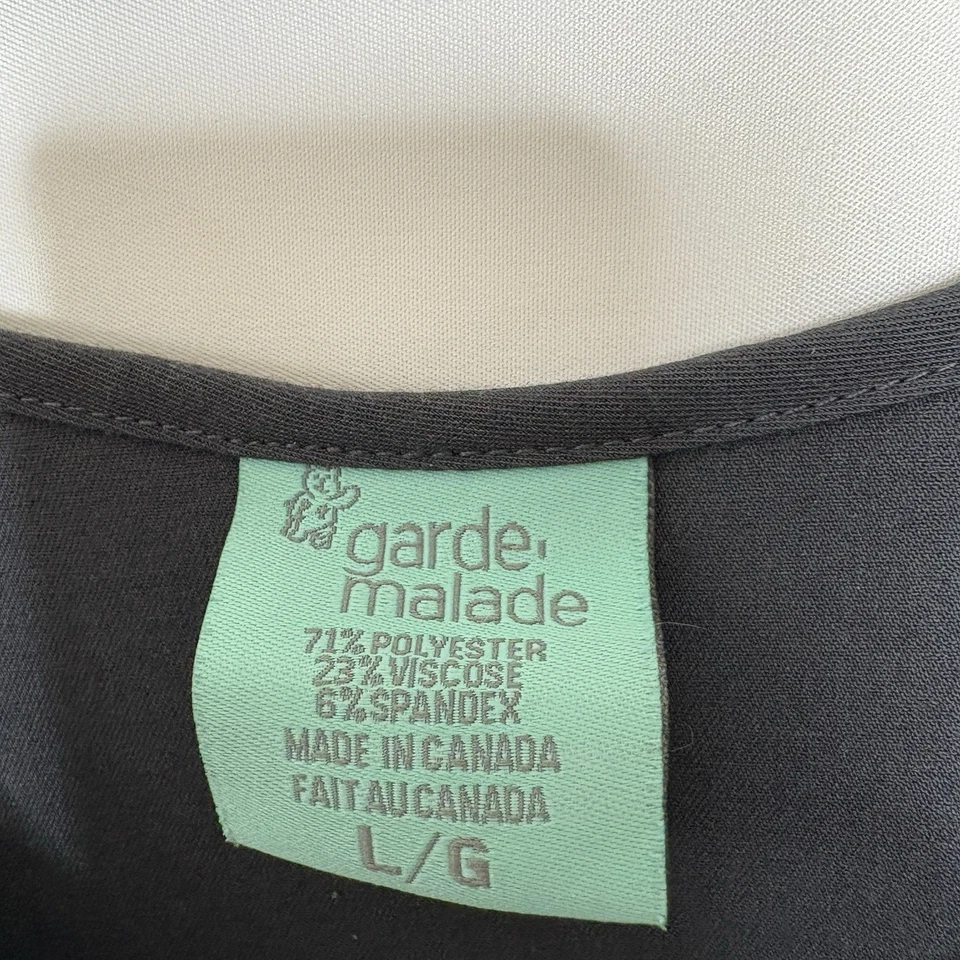 garde-
malade
71% POLYESTER
23% VISCOSE
6% SPANDEX
MADE IN CANADA
FAIT AU CANADA
L/G